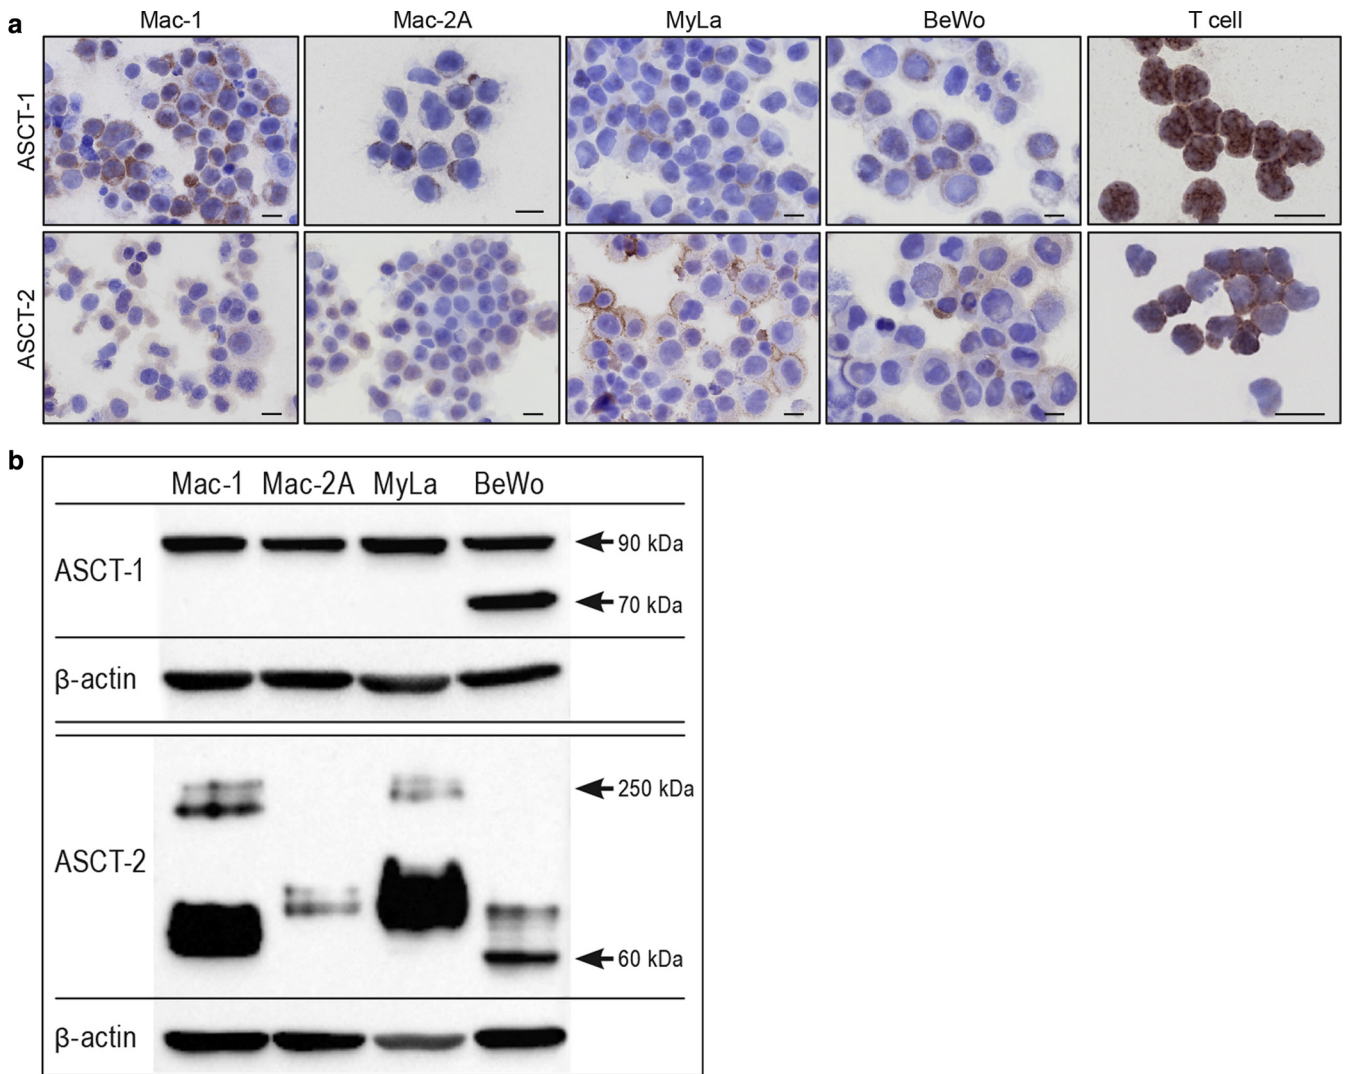 a
Mac-1 Mac-2A MyLa BeWo T cell
ASCT-1
ASCT-2
b
Mac-1 Mac-2A MyLa BeWo
ASCT-1
90 kDa
70 kDa
β-actin
ASCT-2
250 kDa
60 kDa
β-actin